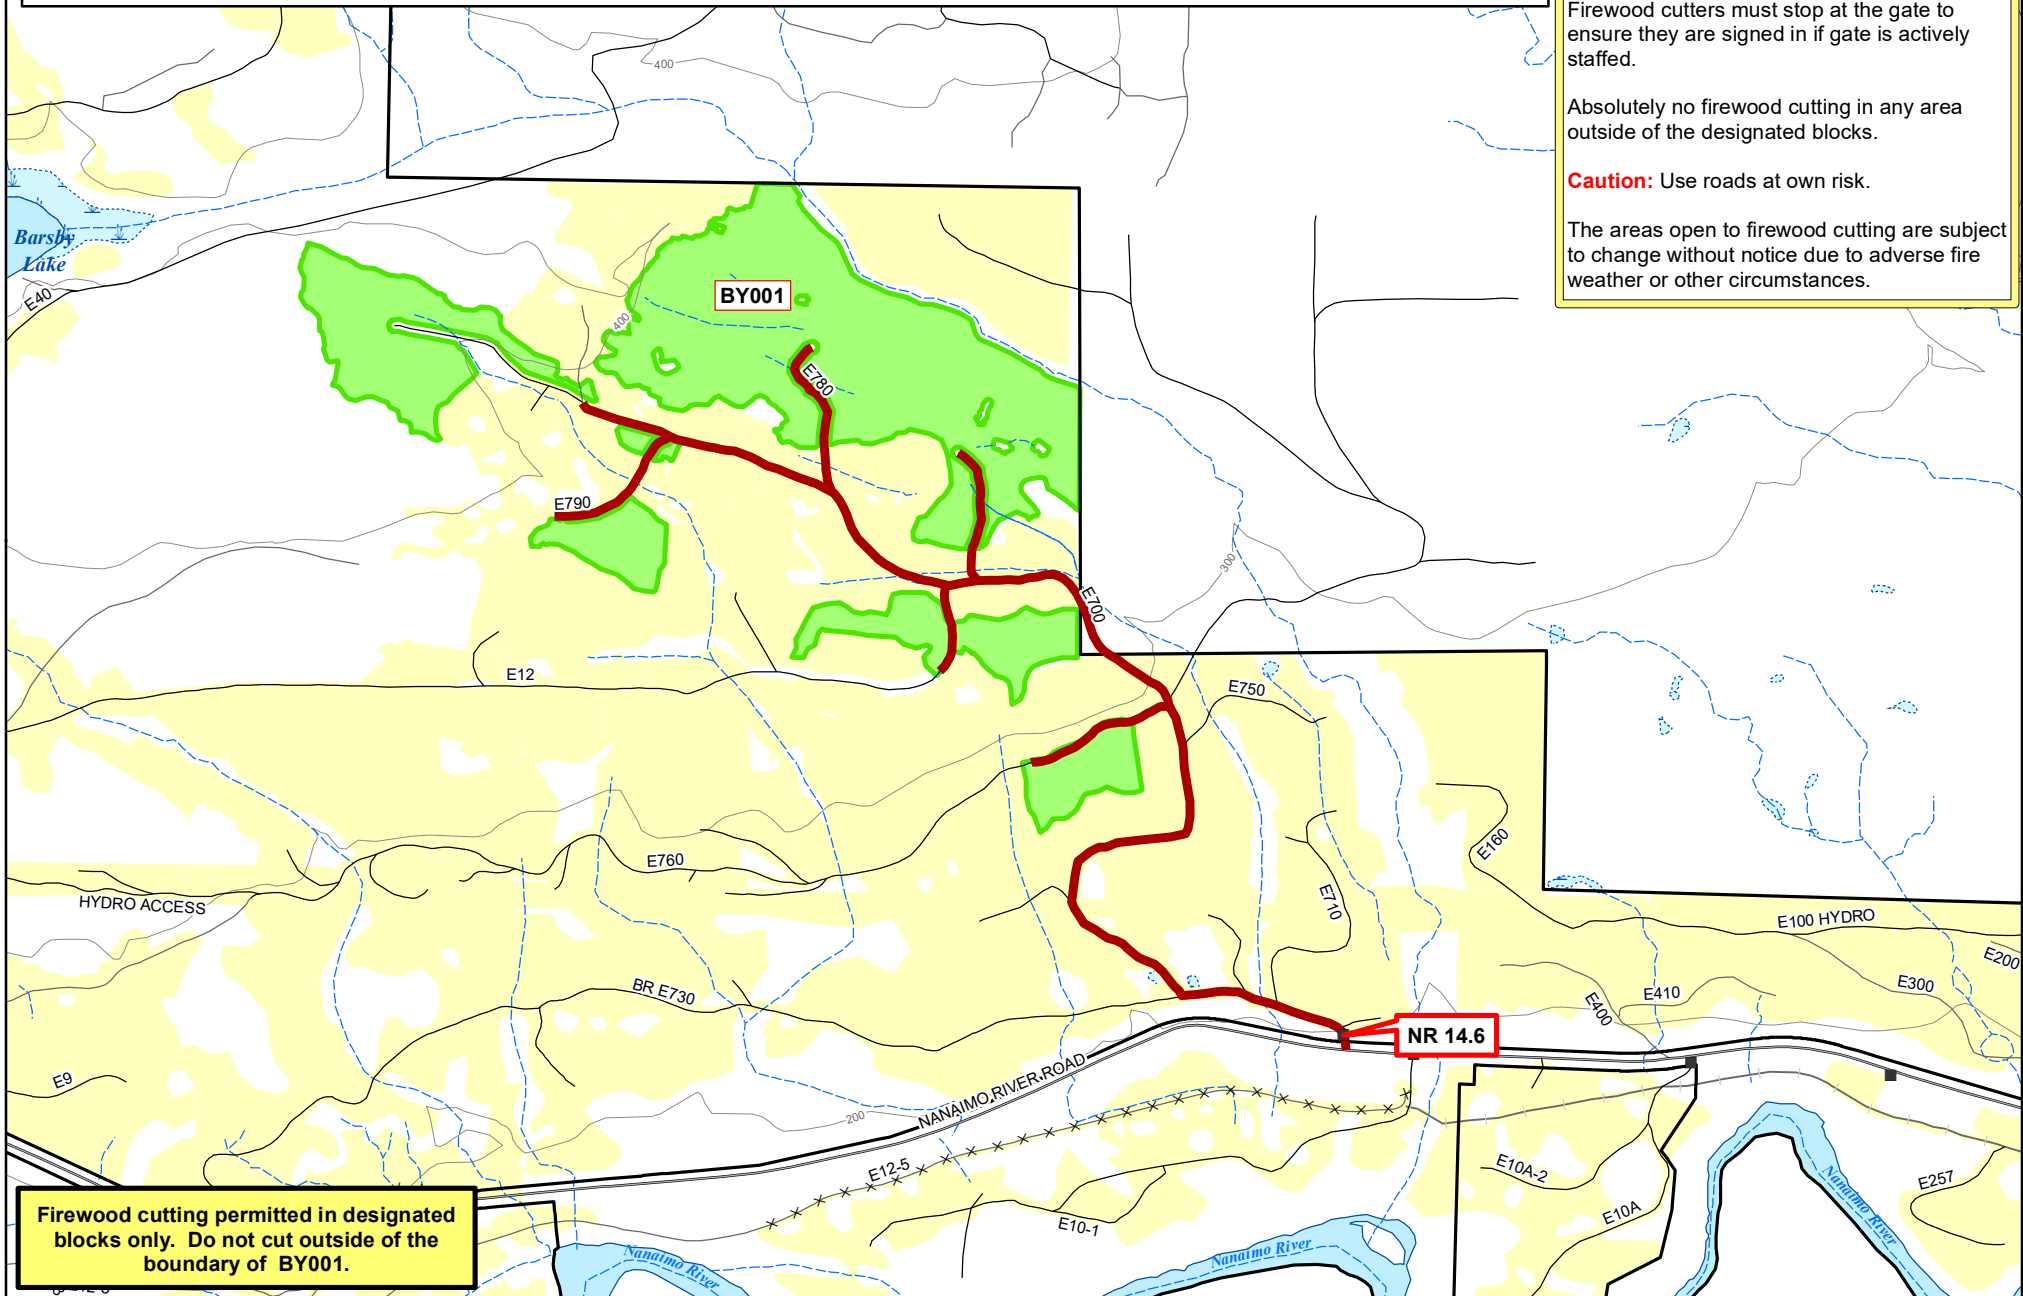 Firewood cutters must stop at the gate to
ensure they are signed in if gate is actively
staffed.
Absolutely no firewood cutting in any area
outside of the designated blocks.
Caution: Use roads at own risk.
The areas open to firewood cutting are subject
to change without notice due to adverse fire
weather or other circumstances.
400
Barsby
Lake
E40
BY001
400
E780
E790
300
E700
E12
E750
E160
E760
HYDRO ACCESS
E710
E100 HYDRO
E200
E300
BR E730
E410
E400
NR 14.6
E9
NANAIMO RIVER ROAD
200
E12-5
E10A-2
E257
E10A
E10-1
Nanaimo River
Nanaimo River
Nanaimo River
Firewood cutting permitted in designated
blocks only. Do not cut outside of the
boundary of BY001.